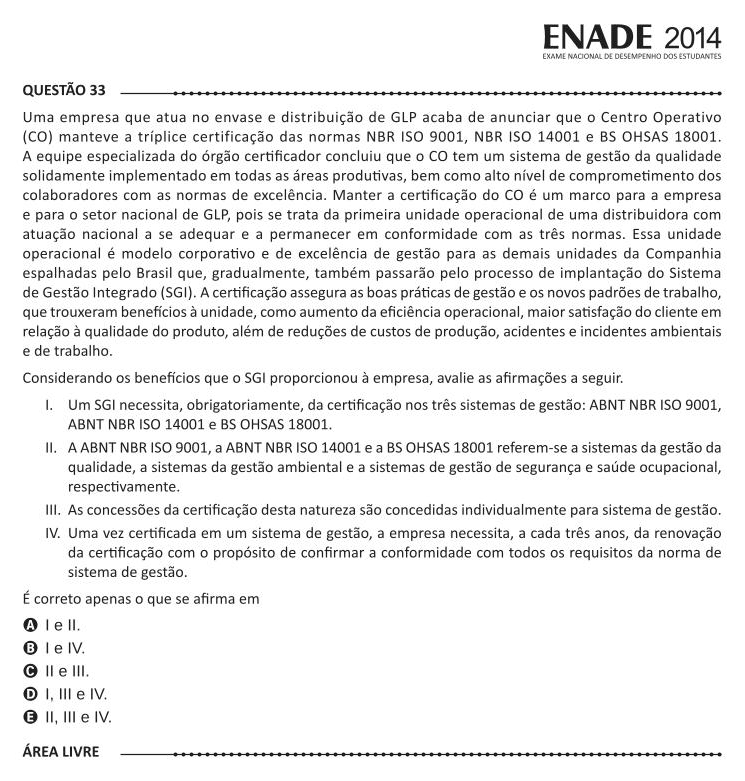 ENADE 2014
EXAME NACIONAL DE DESEMPENHO DOS ESTUDANTES
QUESTÃO 33
Uma empresa que atua no envase e distribuição de GLP acaba de anunciar que o Centro Operativo
(CO) manteve a tríplice certificação das normas NBR ISO 9001, NBR ISO 14001 e BS OHSAS 18001.
A equipe especializada do órgão certificador concluiu que o CO tem um sistema de gestão da qualidade
solidamente implementado em todas as áreas produtivas, bem como alto nível de comprometimento dos
colaboradores com as normas de excelência. Manter a certificação do CO é um marco para a empresa
e para o setor nacional de GLP, pois se trata da primeira unidade operacional de uma distribuidora com
atuação nacional a se adequar e a permanecer em conformidade com as três normas. Essa unidade
operacional é modelo corporativo e de excelência de gestão para as demais unidades da Companhia
espalhadas pelo Brasil que, gradualmente, também passarão pelo processo de implantação do Sistema
de Gestão Integrado (SGI). A certificação assegura as boas práticas de gestão e os novos padrões de trabalho,
que trouxeram benefícios à unidade, como aumento da eficiência operacional, maior satisfação do cliente em
relação à qualidade do produto, além de reduções de custos de produção, acidentes e incidentes ambientais
e de trabalho.
Considerando os benefícios que o SGI proporcionou à empresa, avalie as afirmações a seguir.
I. Um SGI necessita, obrigatoriamente, da certificação nos três sistemas de gestão: ABNT NBR ISO 9001,
ABNT NBR ISO 14001 e BS OHSAS 18001.
II. A ABNT NBR ISO 9001, a ABNT NBR ISO 14001 e a BS OHSAS 18001 referem-se a sistemas da gestão da
qualidade, a sistemas da gestão ambiental e a sistemas de gestão de segurança e saúde ocupacional,
respectivamente.
III. As concessões da certificação desta natureza são concedidas individualmente para sistema de gestão.
IV. Uma vez certificada em um sistema de gestão, a empresa necessita, a cada três anos, da renovação
da certificação com o propósito de confirmar a conformidade com todos os requisitos da norma de
sistema de gestão.
É correto apenas o que se afirma em
A I e II.
B I e IV.
C II e III.
D I, III e IV.
E II, III e IV.
ÁREA LIVRE